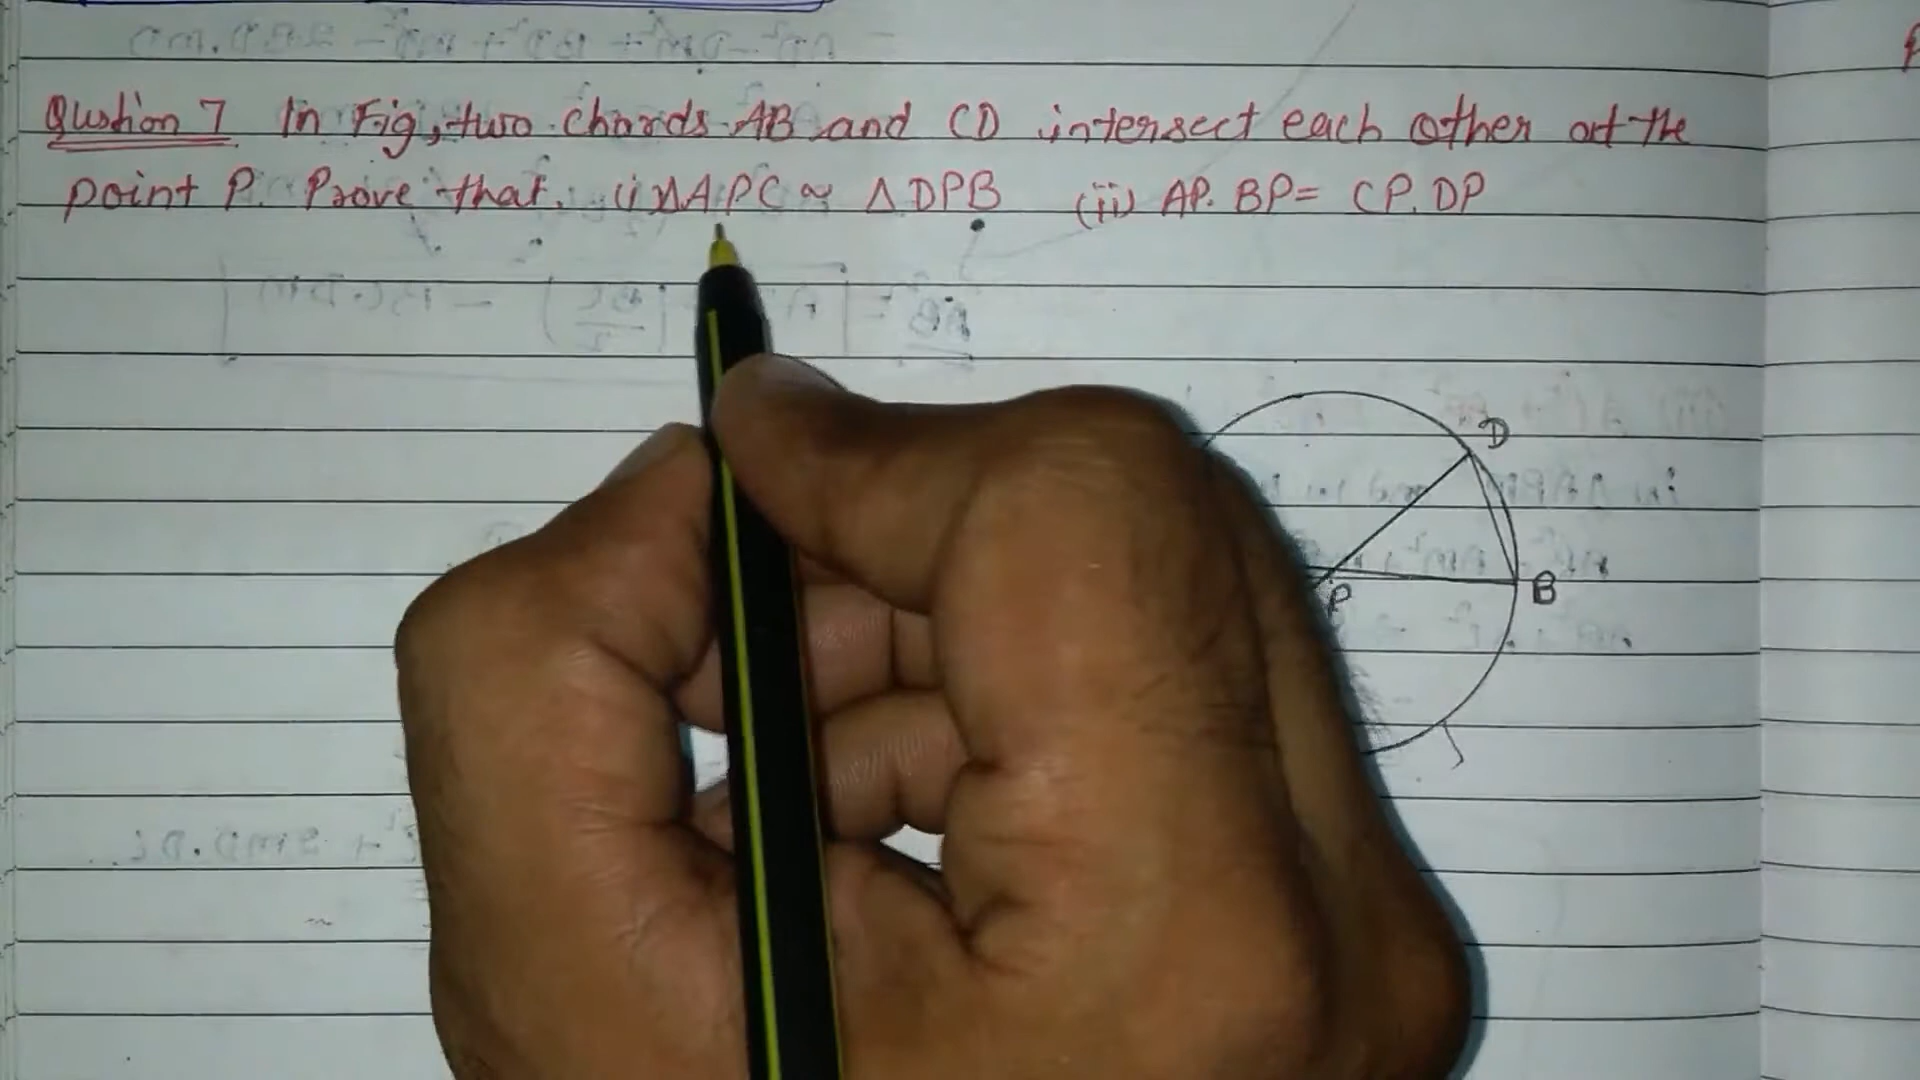 Qustion 7 In Fig, two chords AB and CD intersect each other at the
point P. Prove that. (i) ΔAPC ~ ΔDPB (ii) AP. BP= CP. DP
D
P
B